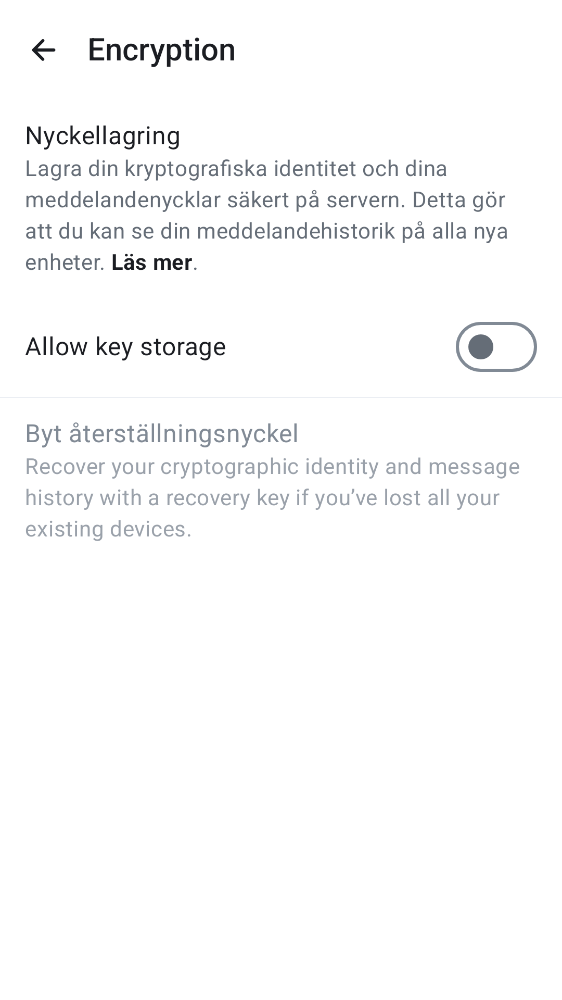 Encryption
Nyckellagring
Lagra din kryptografiska identitet och dina
meddelandenycklar säkert på servern. Detta gör
att du kan se din meddelandehistorik på alla nya
enheter. Läs mer.
Allow key storage
Byt återställningsnyckel
Recover your cryptographic identity and message
history with a recovery key if you’ve lost all your
existing devices.